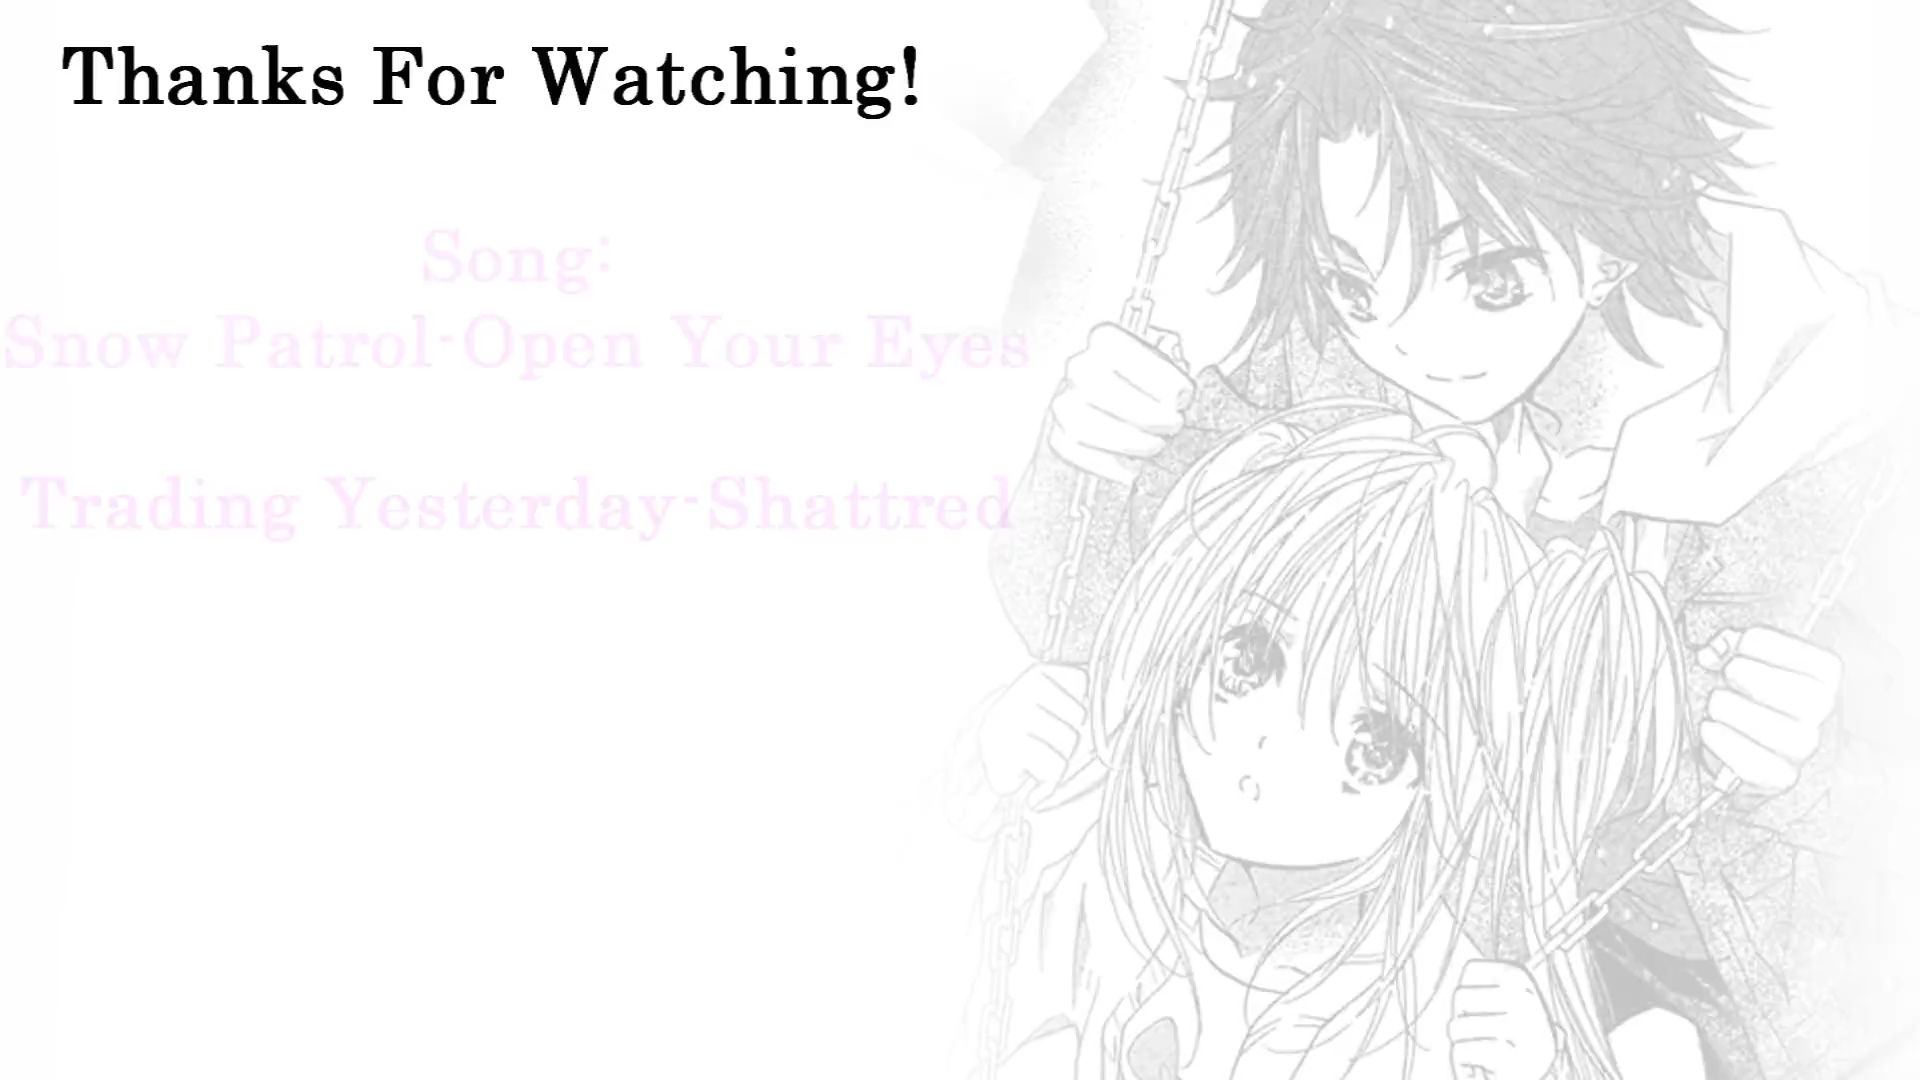 Thanks For Watching!
Song:
Snow Patrol-Open Your Eyes
Trading Yesterday-Shattred